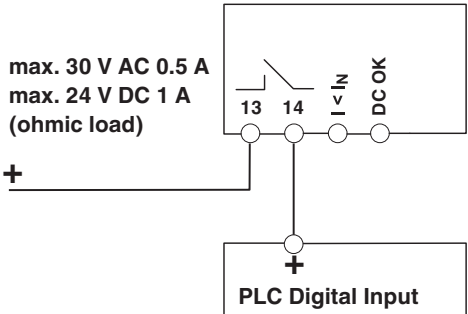 max. 30 V AC 0.5 A
max. 24 V DC 1 A
(ohmic load)
13 14 I < IN DC OK
+
+
PLC Digital Input